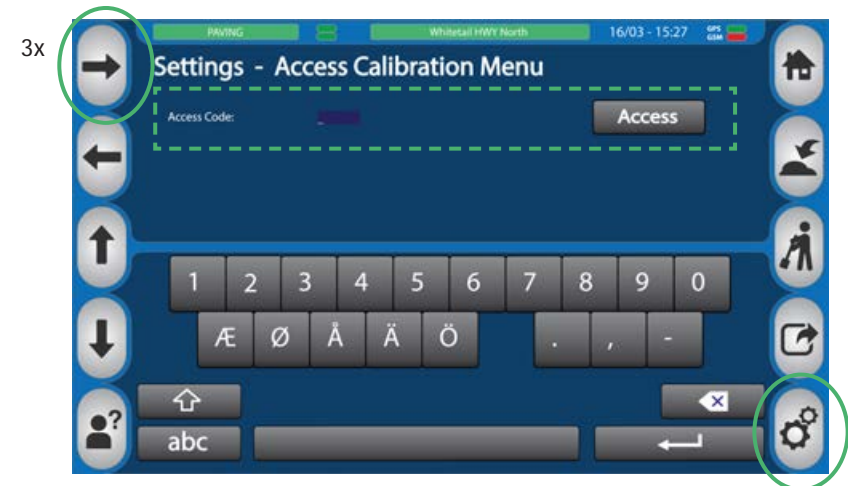 3x
PAVING
Whitetail HWY North
16/03 - 15:27
GPS
GSM
Settings - Access Calibration Menu
Access Code:
Access
1 2 3 4 5 6 7 8 9 0
Æ Ø Å Ä Ö . , -
?
abc